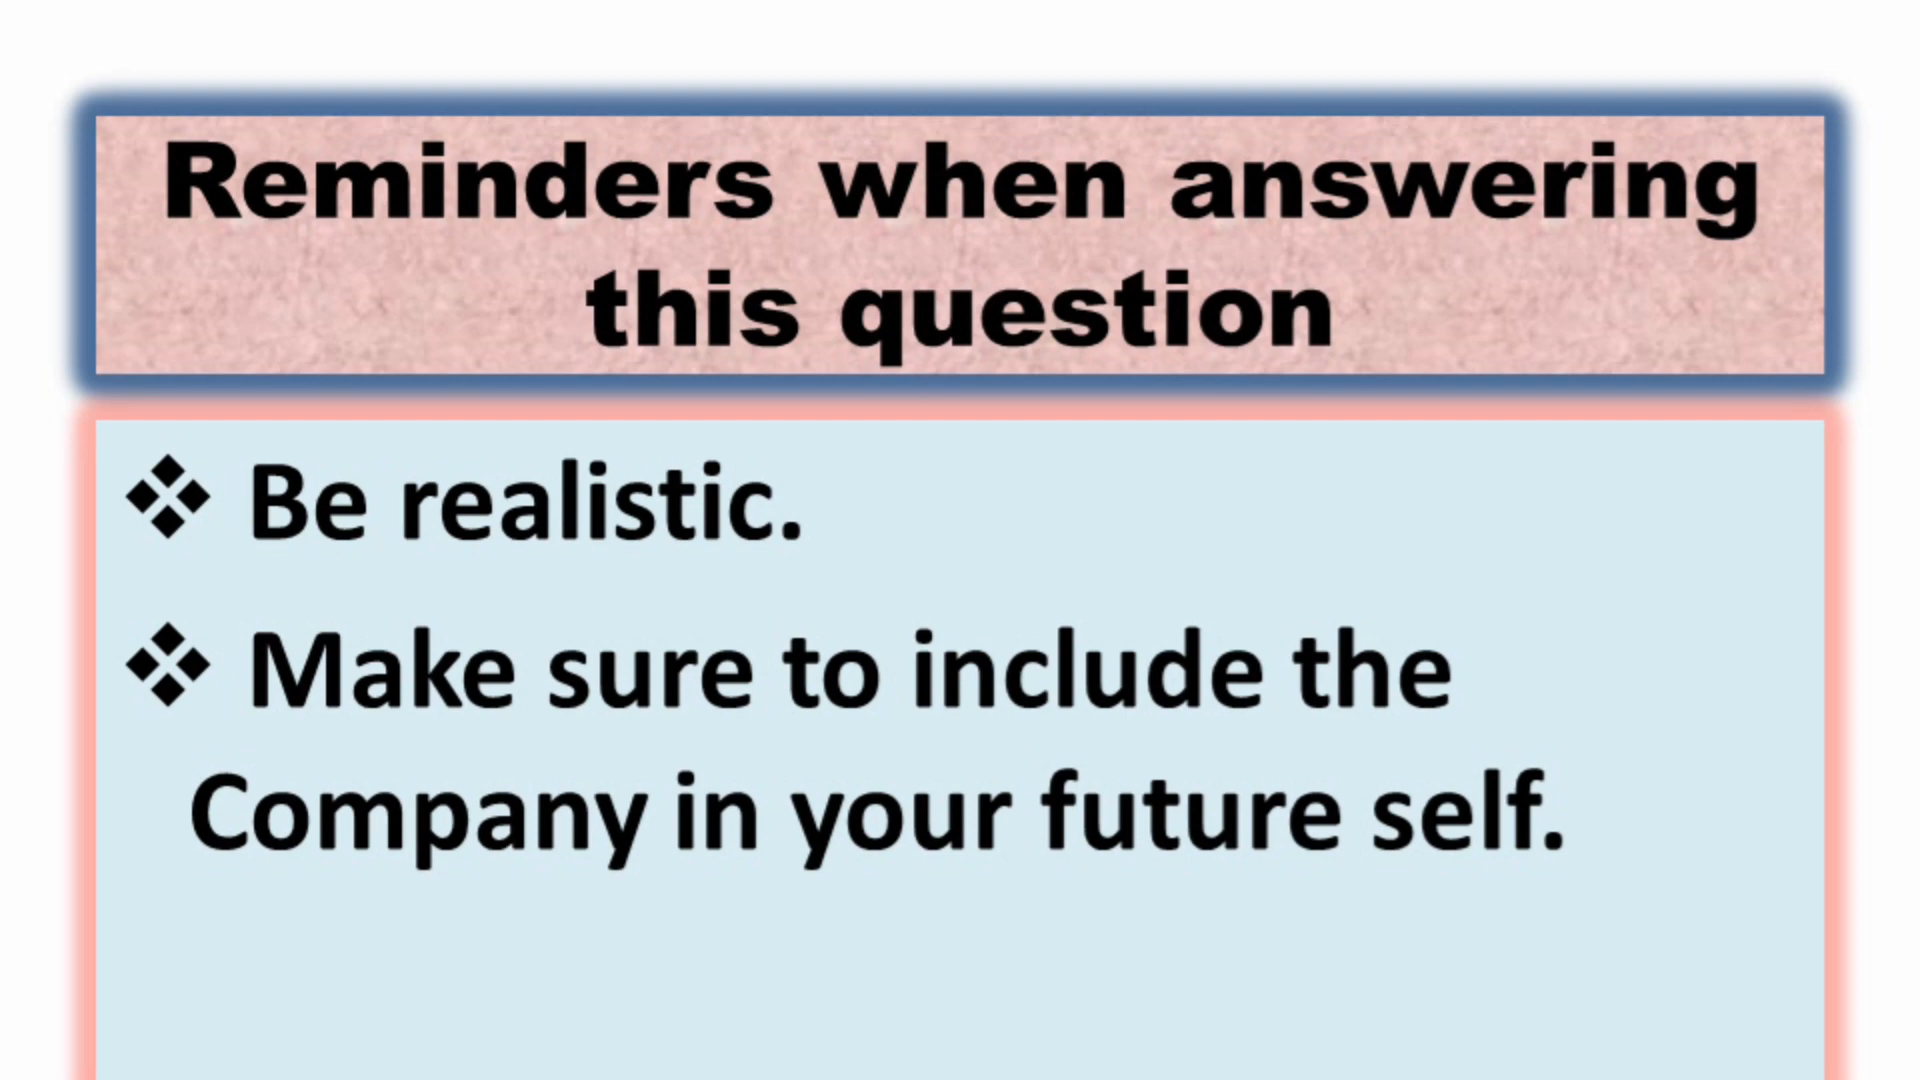 Reminders when answering
this question
❖ Be realistic.
❖ Make sure to include the
Company in your future self.